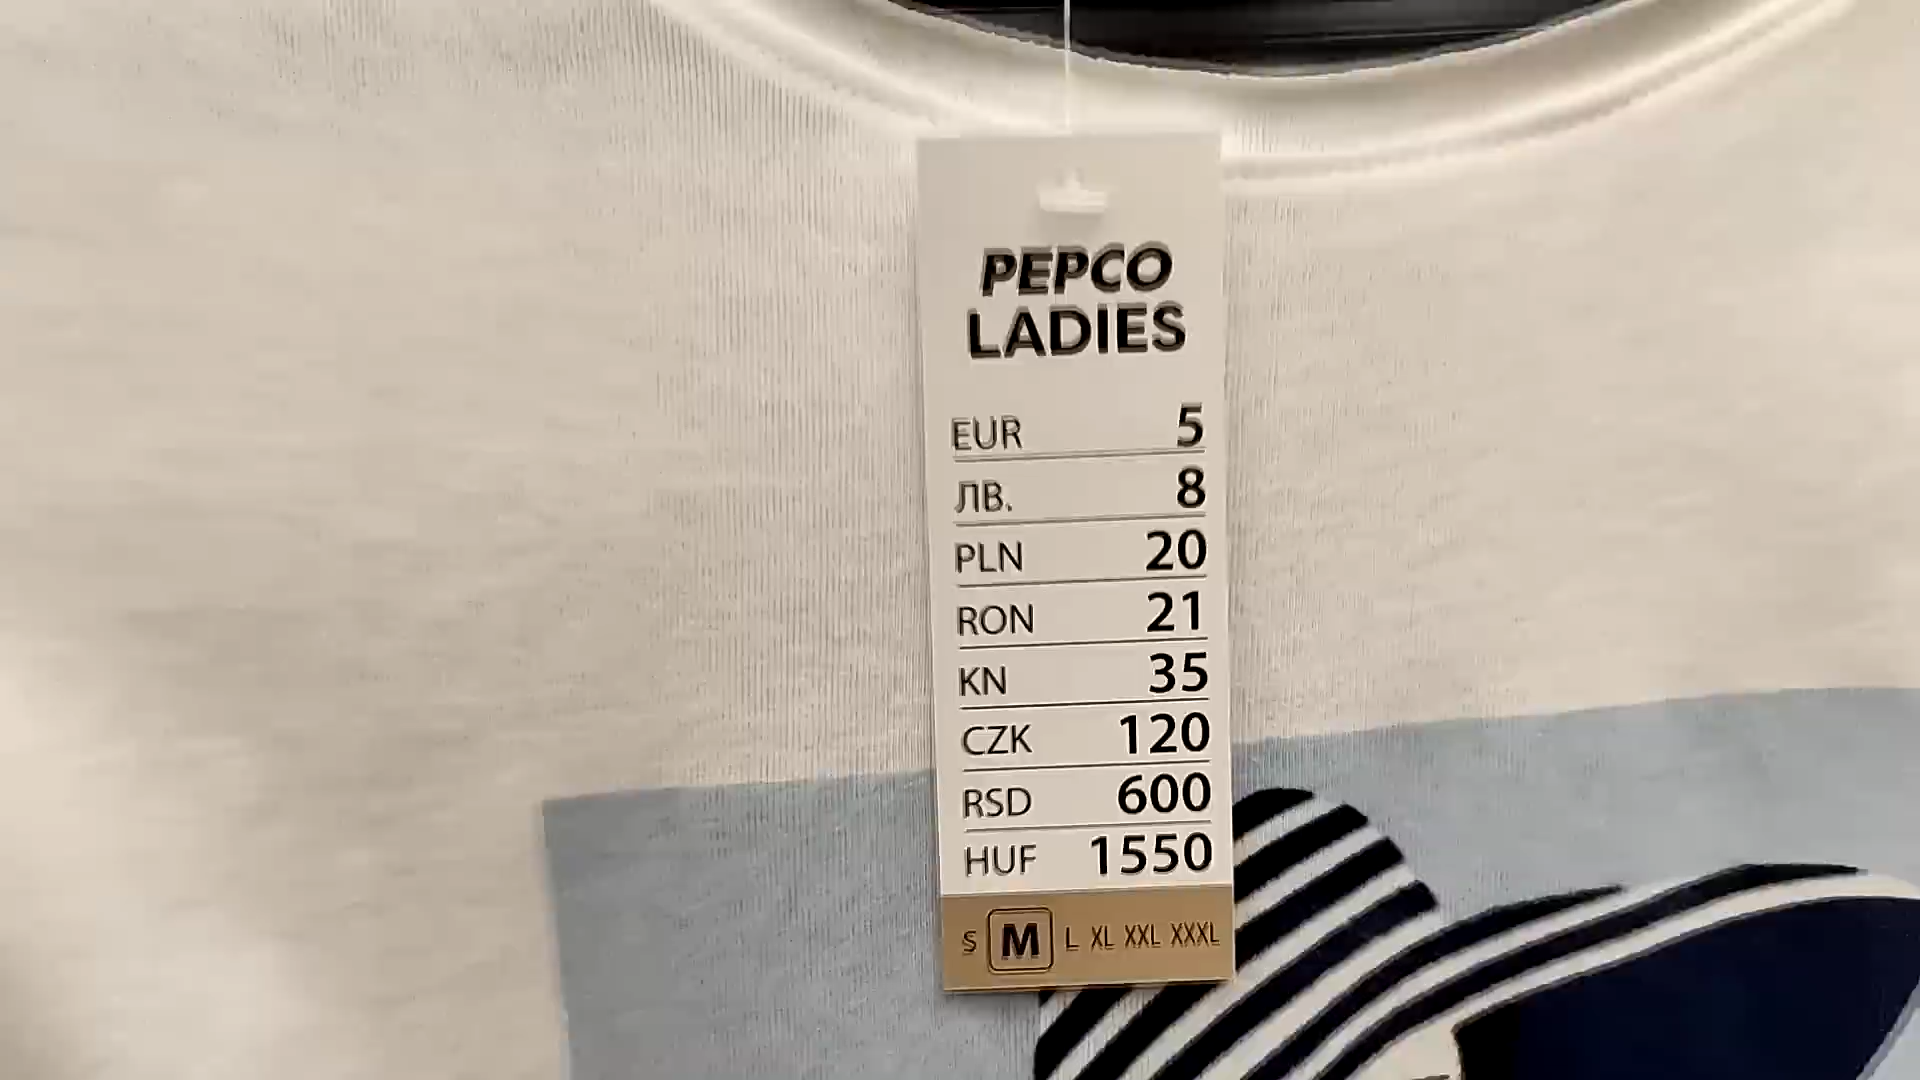 PEPCO
LADIES
EUR 5
ЛВ. 8
PLN 20
RON 21
KN 35
CZK 120
RSD 600
HUF 1550
S M L XL XXL XXXL